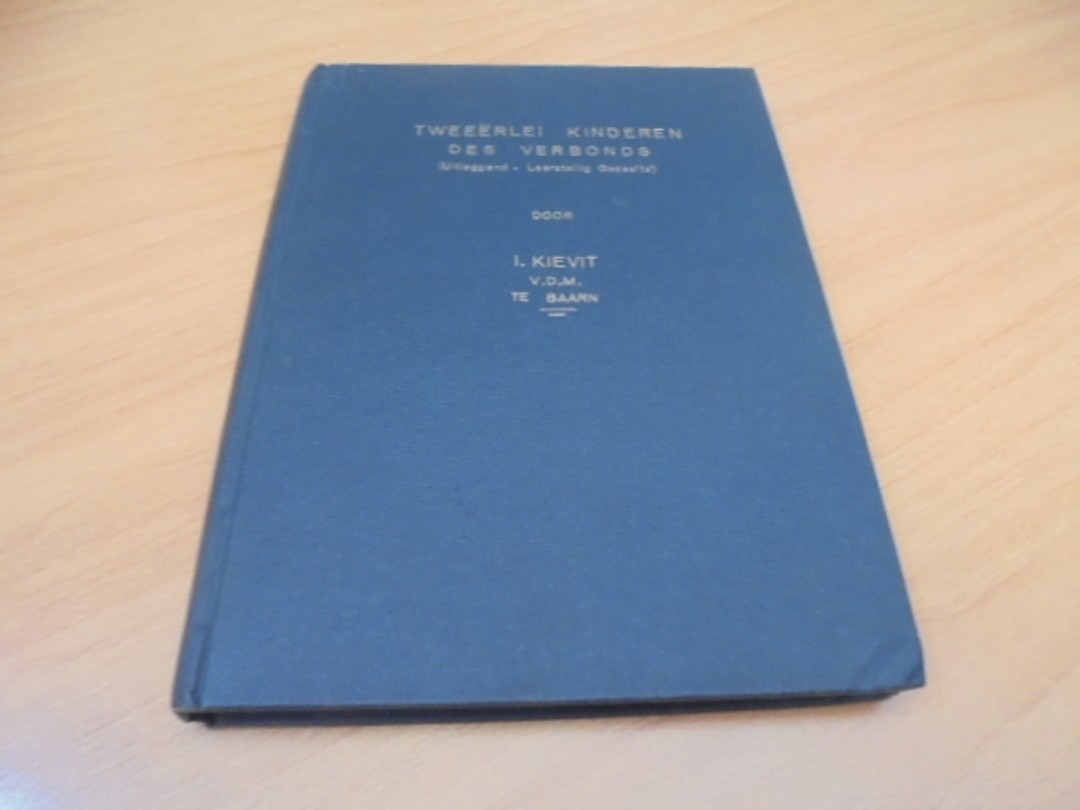 TWEEËRLEI KINDEREN
DES VERBONDS
(Uitleggend - Leerstellig Gedeelte)
DOOR
I. KIEVIT
V.D.M.
TE BAARN